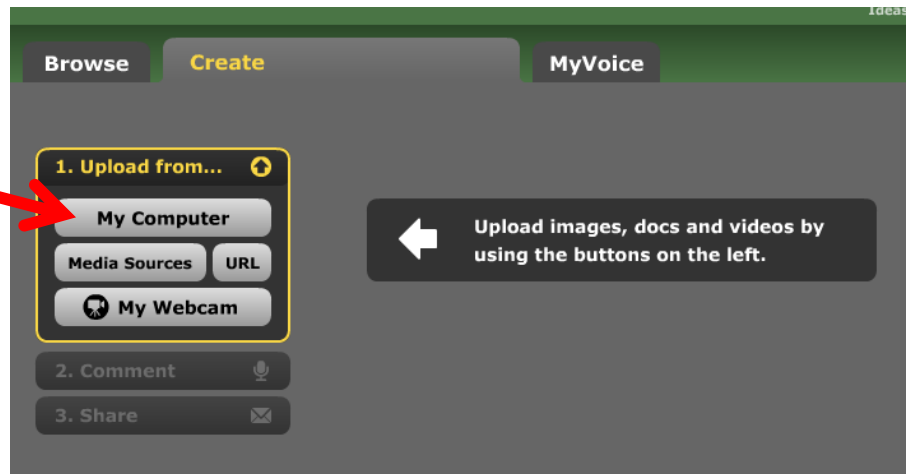 Ideas
Browse Create MyVoice
1. Upload from...
My Computer
Media Sources URL
My Webcam
2. Comment
3. Share
Upload images, docs and videos by
using the buttons on the left.